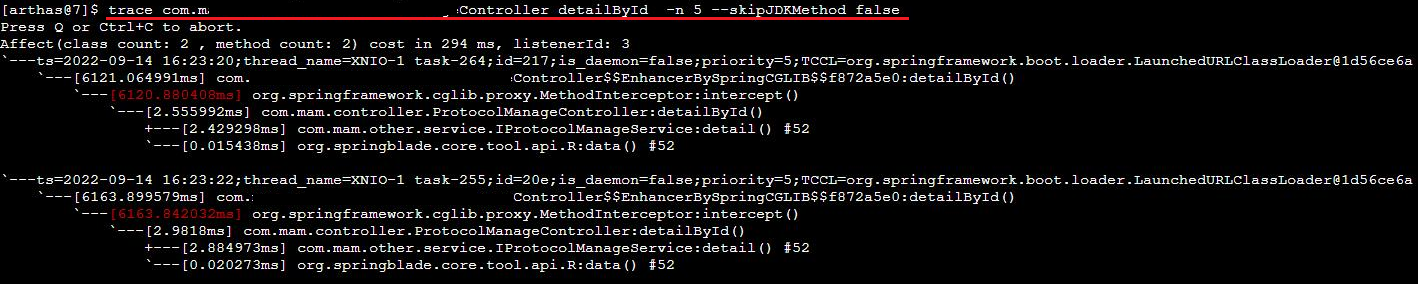 [arthas@7]$ trace com.m Controller detailById -n 5 --skipJDKMethod false
Press Q or Ctrl+C to abort.
Affect(class count: 2 , method count: 2) cost in 294 ms, listenerId: 3
`---ts=2022-09-14 16:23:20;thread_name=XNIO-1 task-264;id=217;is_daemon=false;priority=5;TCCL=org.springframework.boot.loader.LaunchedURLClassLoader@1d56ce6a
`---[6121.064991ms] com. Controller$$EnhancerBySpringCGLIB$$f872a5e0:detailById()
`---[6120.880408ms] org.springframework.cglib.proxy.MethodInterceptor:intercept()
`---[2.555992ms] com.mam.controller.ProtocolManageController:detailById()
+---[2.429298ms] com.mam.other.service.IProtocolManageService:detail() #52
`---[0.015438ms] org.springblade.core.tool.api.R:data() #52
`---ts=2022-09-14 16:23:22;thread_name=XNIO-1 task-255;id=20e;is_daemon=false;priority=5;TCCL=org.springframework.boot.loader.LaunchedURLClassLoader@1d56ce6a
`---[6163.899579ms] com. Controller$$EnhancerBySpringCGLIB$$f872a5e0:detailById()
`---[6163.842032ms] org.springframework.cglib.proxy.MethodInterceptor:intercept()
`---[2.9818ms] com.mam.controller.ProtocolManageController:detailById()
+---[2.884973ms] com.mam.other.service.IProtocolManageService:detail() #52
`---[0.020273ms] org.springblade.core.tool.api.R:data() #52